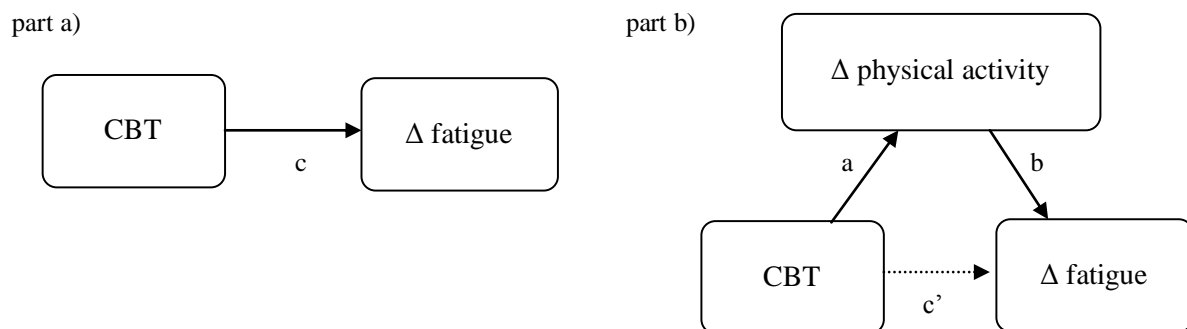 part a)
CBT
Δ fatigue
c
part b)
Δ physical activity
a
b
CBT
Δ fatigue
c’